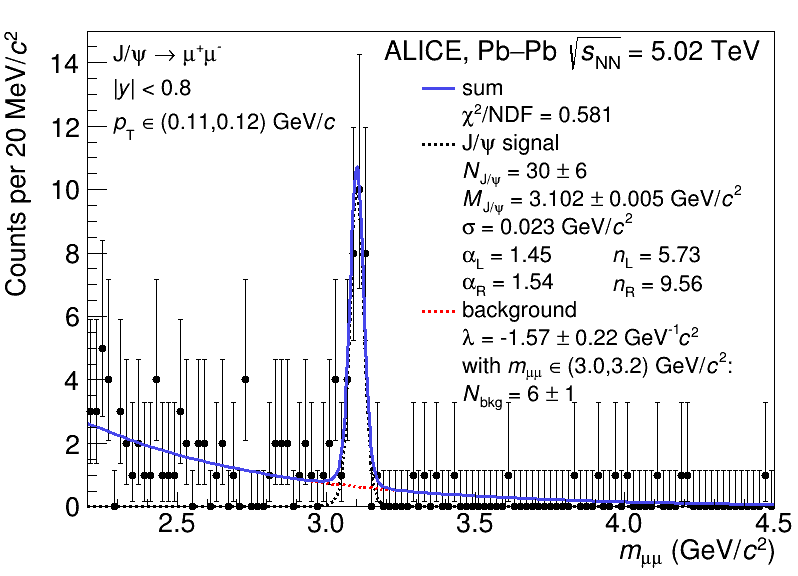 Counts per 20 MeV/c²
14
12
10
8
6
4
2
0
J/ψ → μ⁺μ⁻
|y| < 0.8
p_T ∈ (0.11,0.12) GeV/c
ALICE, Pb–Pb √s_NN = 5.02 TeV
sum
χ²/NDF = 0.581
J/ψ signal
N_J/ψ = 30 ± 6
M_J/ψ = 3.102 ± 0.005 GeV/c²
σ = 0.023 GeV/c²
α_L = 1.45 n_L = 5.73
α_R = 1.54 n_R = 9.56
background
λ = -1.57 ± 0.22 GeV⁻¹c²
with m_μμ ∈ (3.0,3.2) GeV/c²:
N_bkg = 6 ± 1
2.5 3.0 3.5 4.0 4.5
m_μμ (GeV/c²)